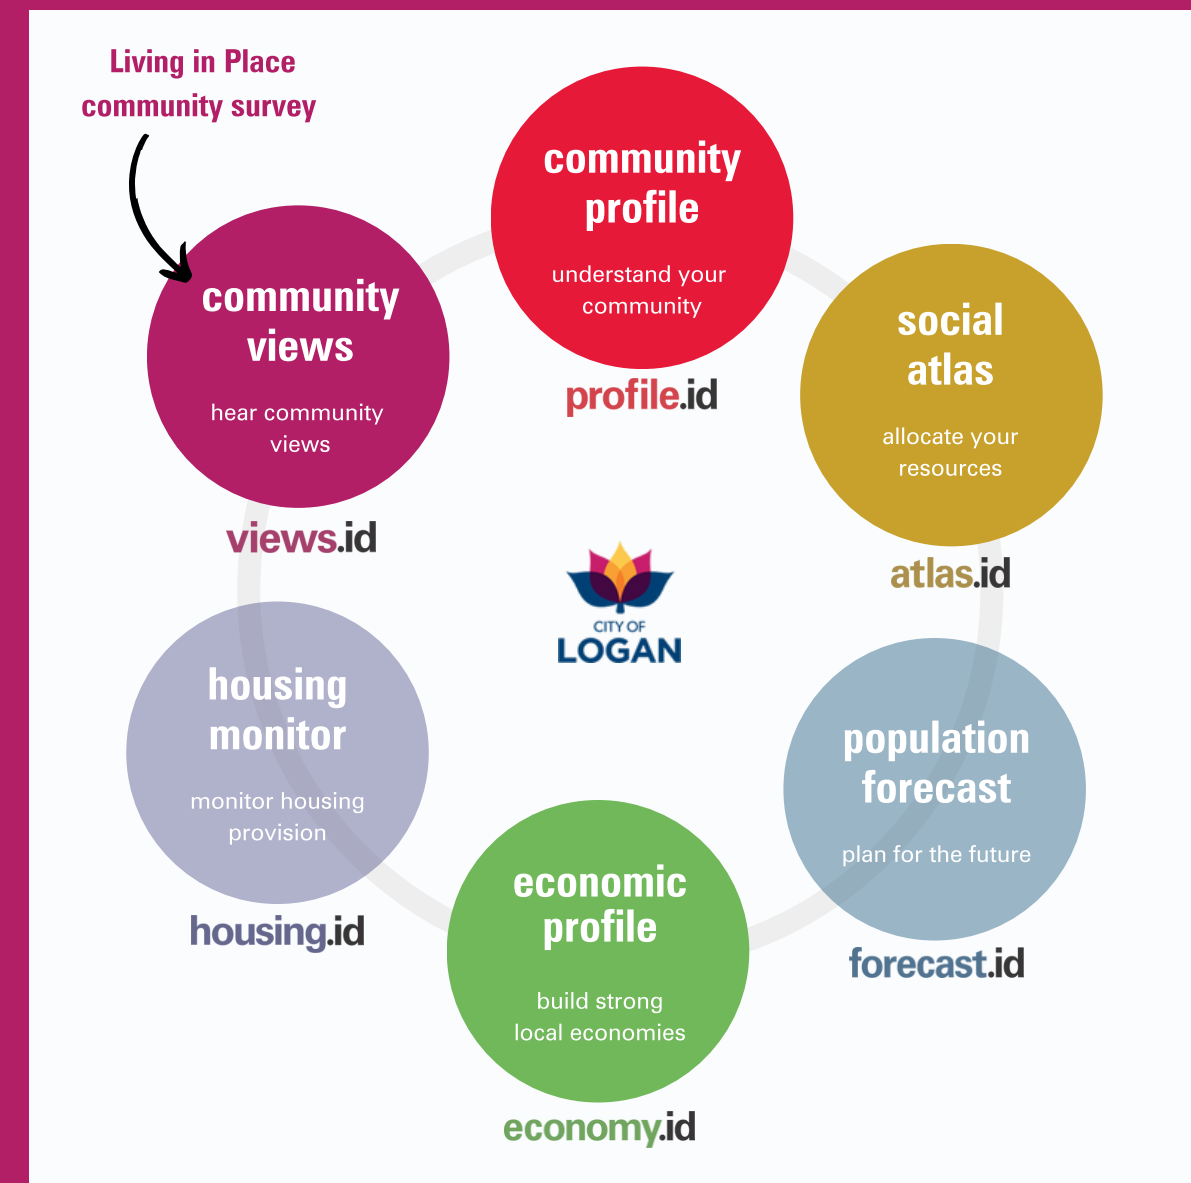 Living in Place
community survey
community
profile
understand your
community
profile.id
social
atlas
allocate your
resources
atlas.id
community
views
hear community
views
views.id
CITY OF
LOGAN
housing
monitor
monitor housing
provision
housing.id
population
forecast
plan for the future
forecast.id
economic
profile
build strong
local economies
economy.id